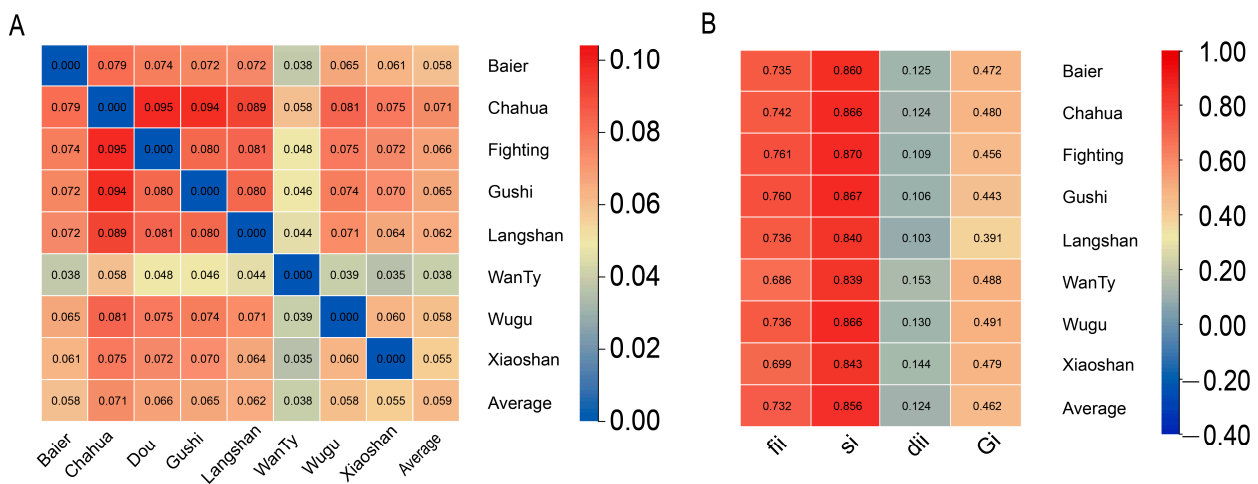 A
0.000 0.079 0.074 0.072 0.072 0.038 0.065 0.061 0.058 Baier
0.079 0.000 0.095 0.094 0.089 0.058 0.081 0.075 0.071 Chahua
0.074 0.095 0.000 0.080 0.081 0.048 0.075 0.072 0.066 Fighting
0.072 0.094 0.080 0.000 0.080 0.046 0.074 0.070 0.065 Gushi
0.072 0.089 0.081 0.080 0.000 0.044 0.071 0.064 0.062 Langshan
0.038 0.058 0.048 0.046 0.044 0.000 0.039 0.035 0.038 WanTy
0.065 0.081 0.075 0.074 0.071 0.039 0.000 0.060 0.058 Wugu
0.061 0.075 0.072 0.070 0.064 0.035 0.060 0.000 0.055 Xiaoshan
0.058 0.071 0.066 0.065 0.062 0.038 0.058 0.055 0.059 Average
Baier Chahua Dou Gushi Langshan WanTy Wugu Xiaoshan Average
0.10
0.08
0.06
0.04
0.02
0.00
B
0.735 0.860 0.125 0.472 Baier
0.742 0.866 0.124 0.480 Chahua
0.761 0.870 0.109 0.456 Fighting
0.760 0.867 0.106 0.443 Gushi
0.736 0.840 0.103 0.391 Langshan
0.686 0.839 0.153 0.488 WanTy
0.736 0.866 0.130 0.491 Wugu
0.699 0.843 0.144 0.479 Xiaoshan
0.732 0.856 0.124 0.462 Average
fii si dii Gi
1.00
0.80
0.60
0.40
0.20
0.00
−0.20
−0.40